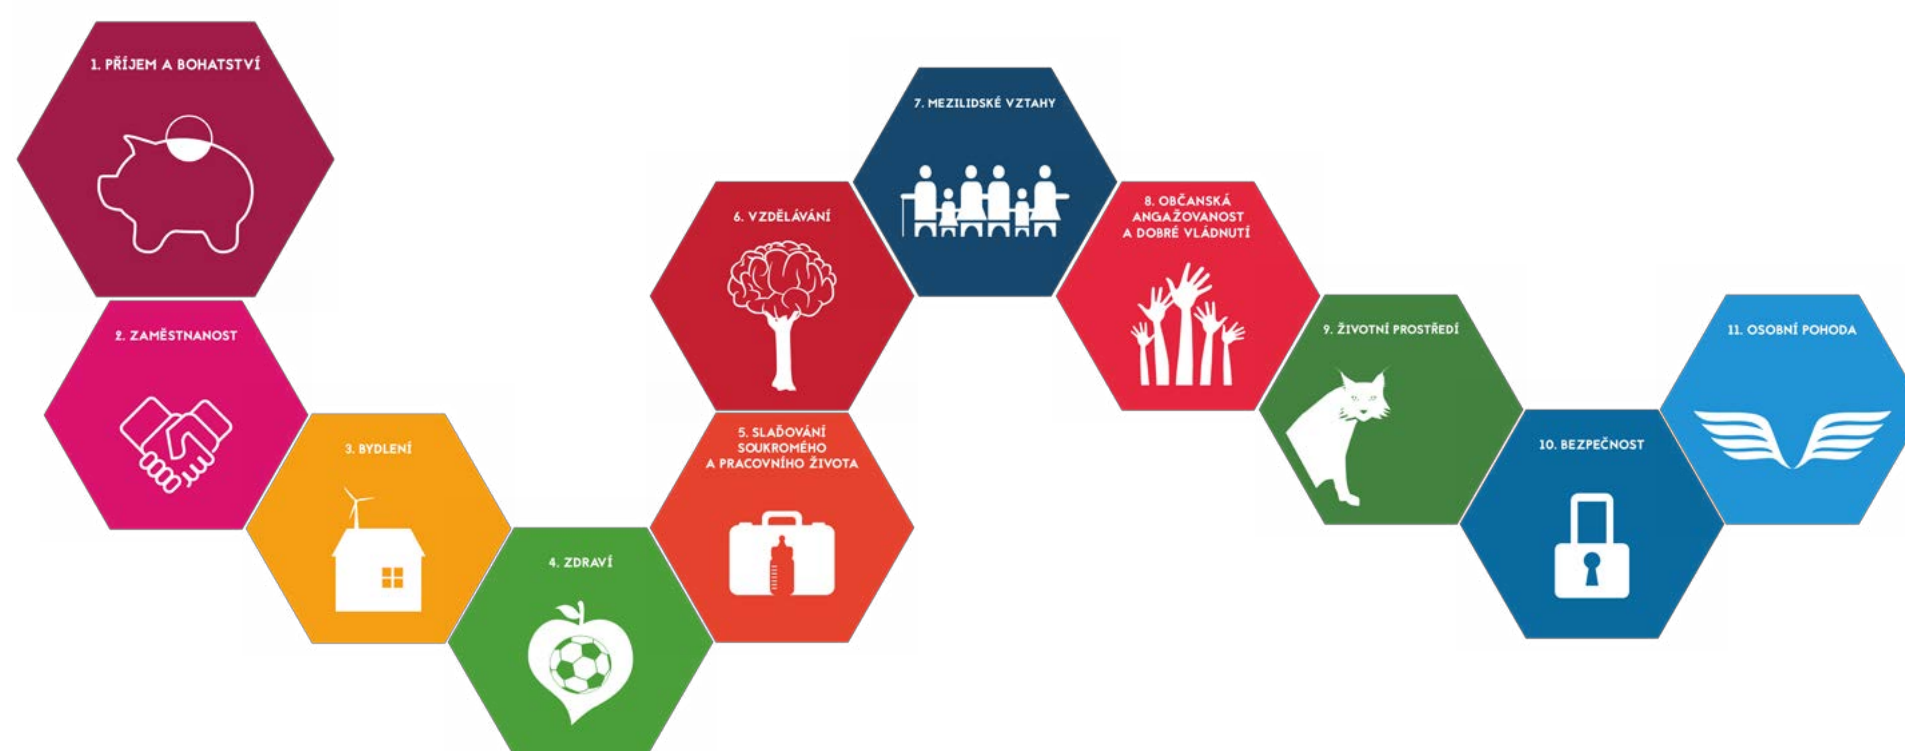 1. PŘÍJEM A BOHATSTVÍ
2. ZAMĚSTNANOST
3. BYDLENÍ
4. ZDRAVÍ
5. SLAĎOVÁNÍ
SOUKROMÉHO
A PRACOVNÍHO ŽIVOTA
6. VZDĚLÁVÁNÍ
7. MEZILIDSKÉ VZTAHY
8. OBČANSKÁ
ANGAŽOVANOST
A DOBRÉ VLÁDNUTÍ
9. ŽIVOTNÍ PROSTŘEDÍ
10. BEZPEČNOST
11. OSOBNÍ POHODA